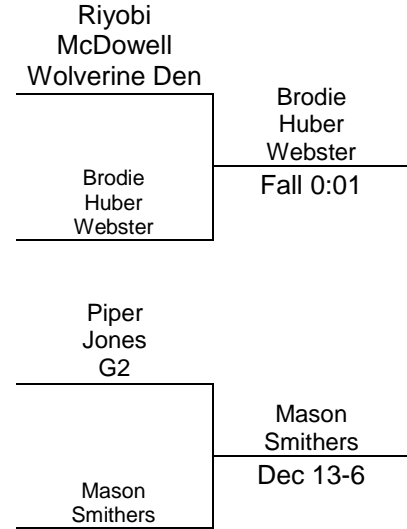 Riyobi
McDowell
Wolverine Den
Brodie
Huber
Webster
Fall 0:01
Brodie
Huber
Webster
Piper
Jones
G2
Mason
Smithers
Dec 13-6
Mason
Smithers